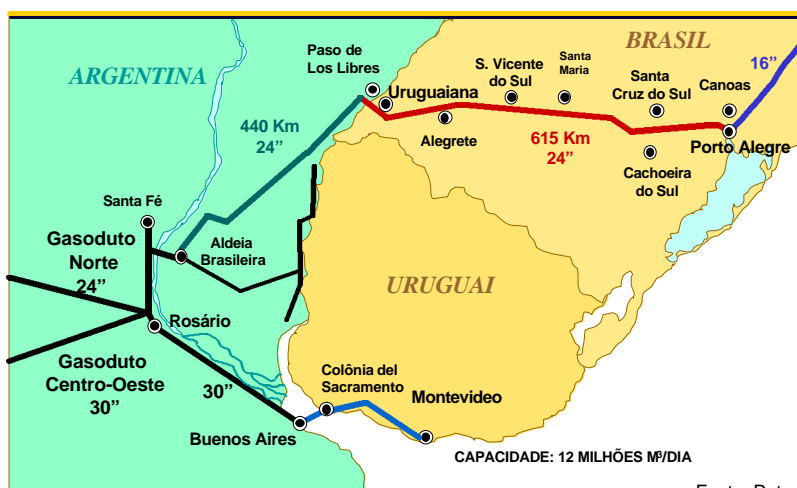 BRASIL
ARGENTINA
Paso de
Los Libres
Uruguaiana
S. Vicente
do Sul
Santa
Maria
Santa
Cruz do Sul
Canoas
16”
440 Km
24”
Alegrete
615 Km
24”
Cachoeira
do Sul
Porto Alegre
Santa Fé
Gasoduto
Norte
24”
Aldeia
Brasileira
URUGUAI
Rosário
Gasoduto
Centro-Oeste
30”
30”
Colônia del
Sacramento
Montevideo
Buenos Aires
CAPACIDADE: 12 MILHÕES M³/DIA